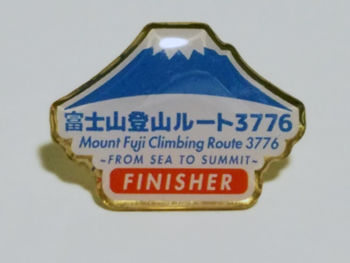 富士山登山ルート3776
Mount Fuji Climbing Route 3776
~FROM SEA TO SUMMIT~
FINISHER